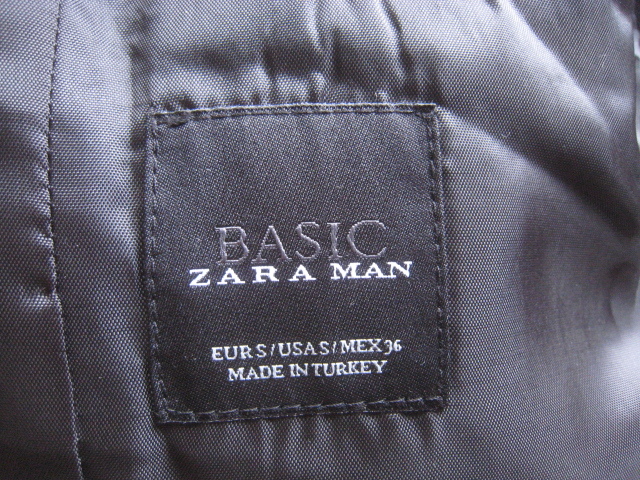 BASIC
ZARA MAN
EUR S/USA S/MEX 36
MADE IN TURKEY